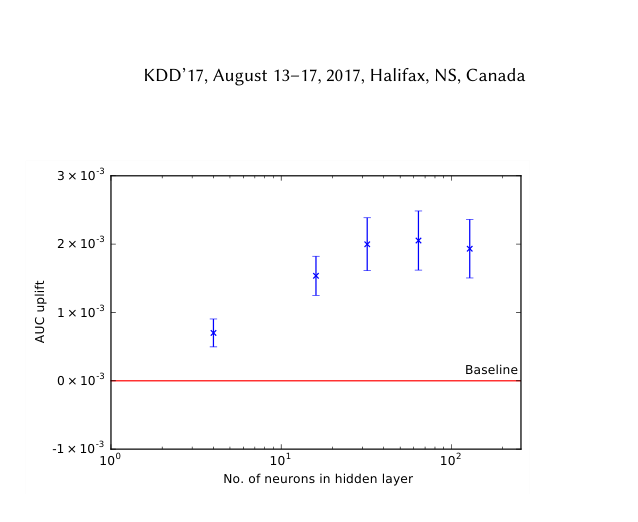 KDD’17, August 13–17, 2017, Halifax, NS, Canada
3 × 10⁻³
2 × 10⁻³
1 × 10⁻³
0 × 10⁻³
-1 × 10⁻³
AUC uplift
Baseline
10⁰ 10¹ 10²
No. of neurons in hidden layer